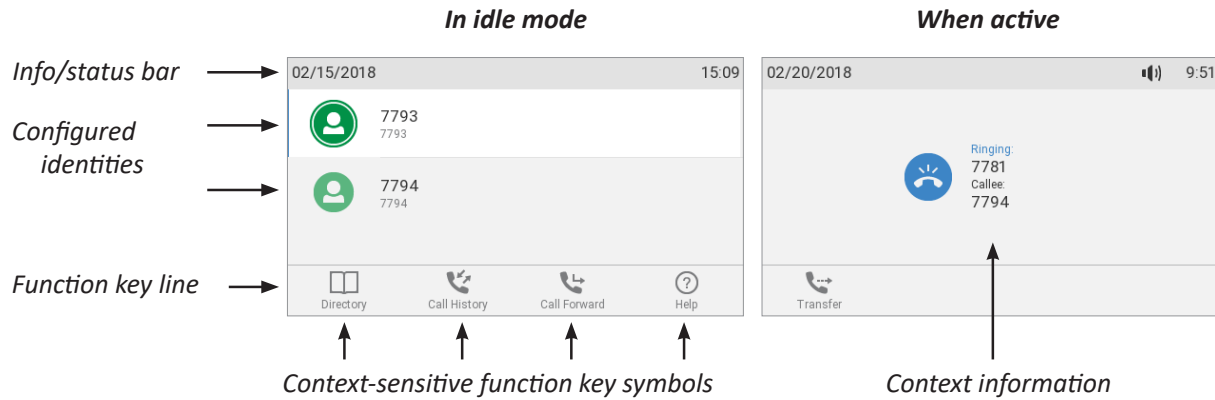 In idle mode
When active
Info/status bar
02/15/2018 15:09
02/20/2018 9:51
Configured
identities
7793
7793
7794
7794
Ringing:
7781
Callee:
7794
Function key line
Directory Call History Call Forward Help
Transfer
Context-sensitive function key symbols
Context information